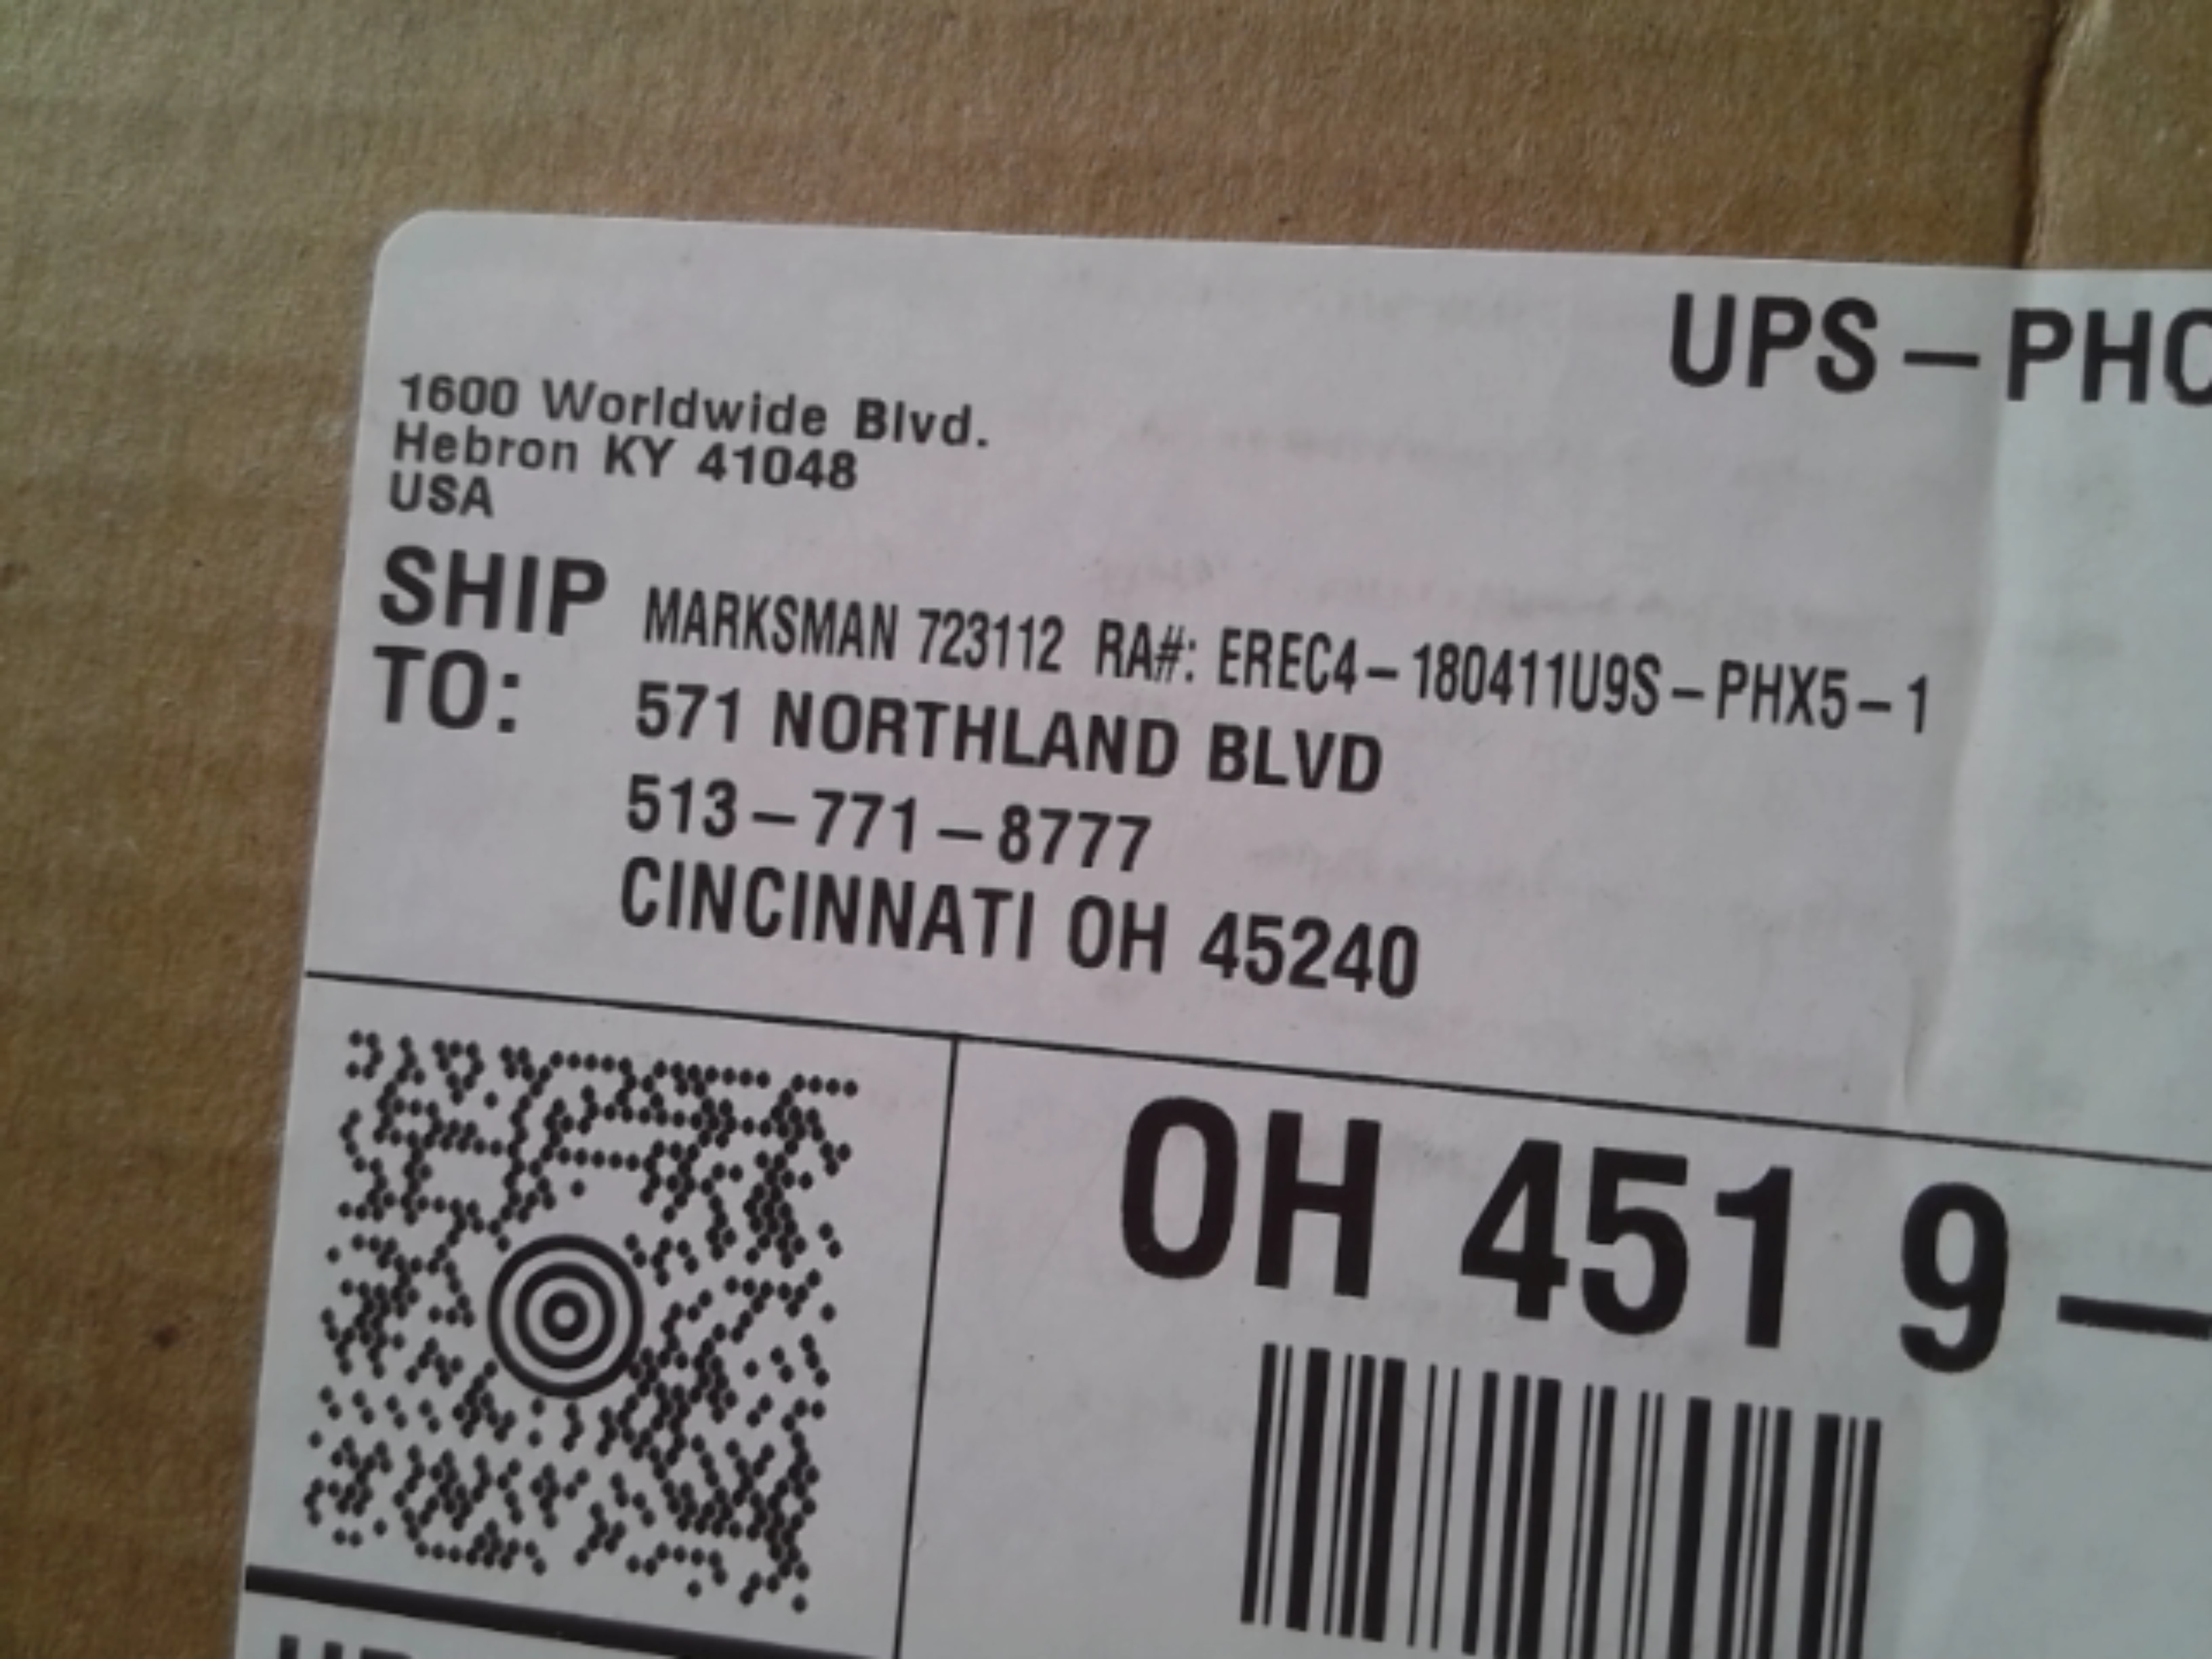 UPS – PHO
1600 Worldwide Blvd.
Hebron KY 41048
USA
SHIP TO:
MARKSMAN 723112 RA#: EREC4–180411U9S–PHX5–1
571 NORTHLAND BLVD
513–771–8777
CINCINNATI OH 45240
OH 451 9 –